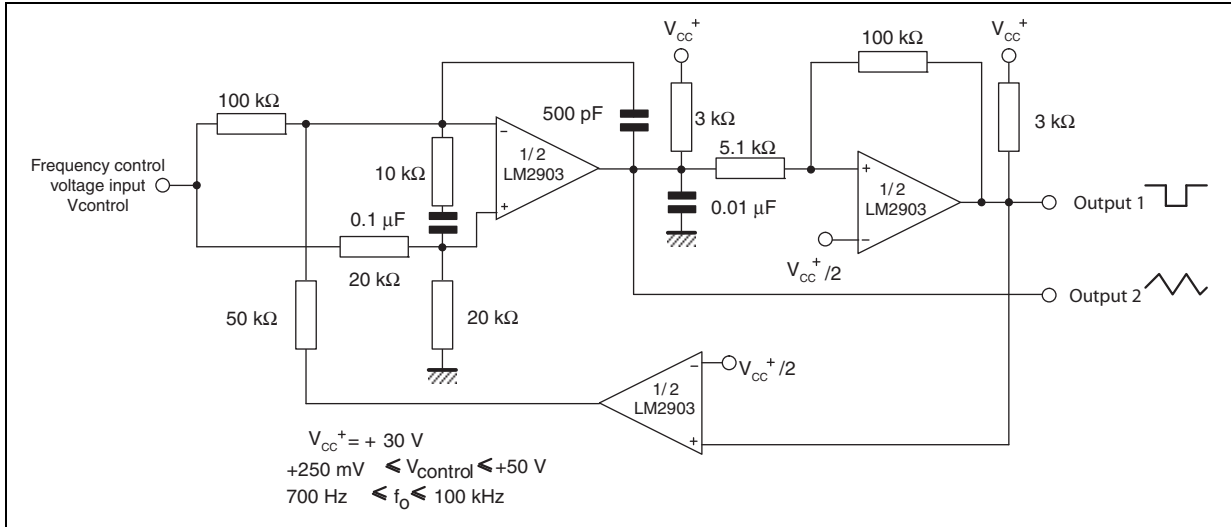 V_CC^+
100 kΩ
V_CC^+
100 kΩ
500 pF
3 kΩ
3 kΩ
Frequency control
voltage input
Vcontrol
10 kΩ
−
1/2
LM2903
+
5.1 kΩ
+
1/2
LM2903
−
0.1 µF
0.01 µF
Output 1
V_CC^+/2
20 kΩ
Output 2
50 kΩ
20 kΩ
−
V_CC^+/2
1/2
LM2903
+
V_CC^+ = + 30 V
+250 mV ≤ V_control ≤ +50 V
700 Hz ≤ f_o ≤ 100 kHz